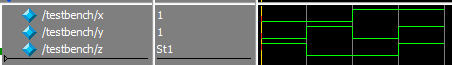 /testbench/x 1
/testbench/y 1
/testbench/z St1